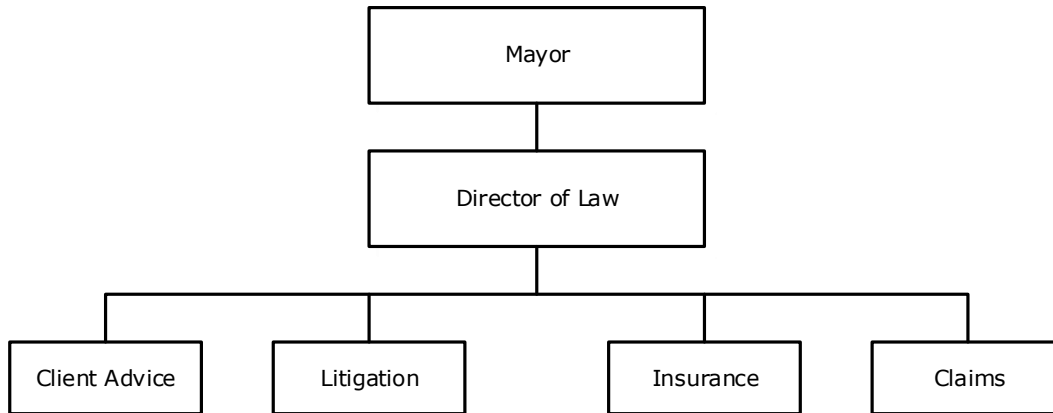 Mayor
Director of Law
Client Advice
Litigation
Insurance
Claims